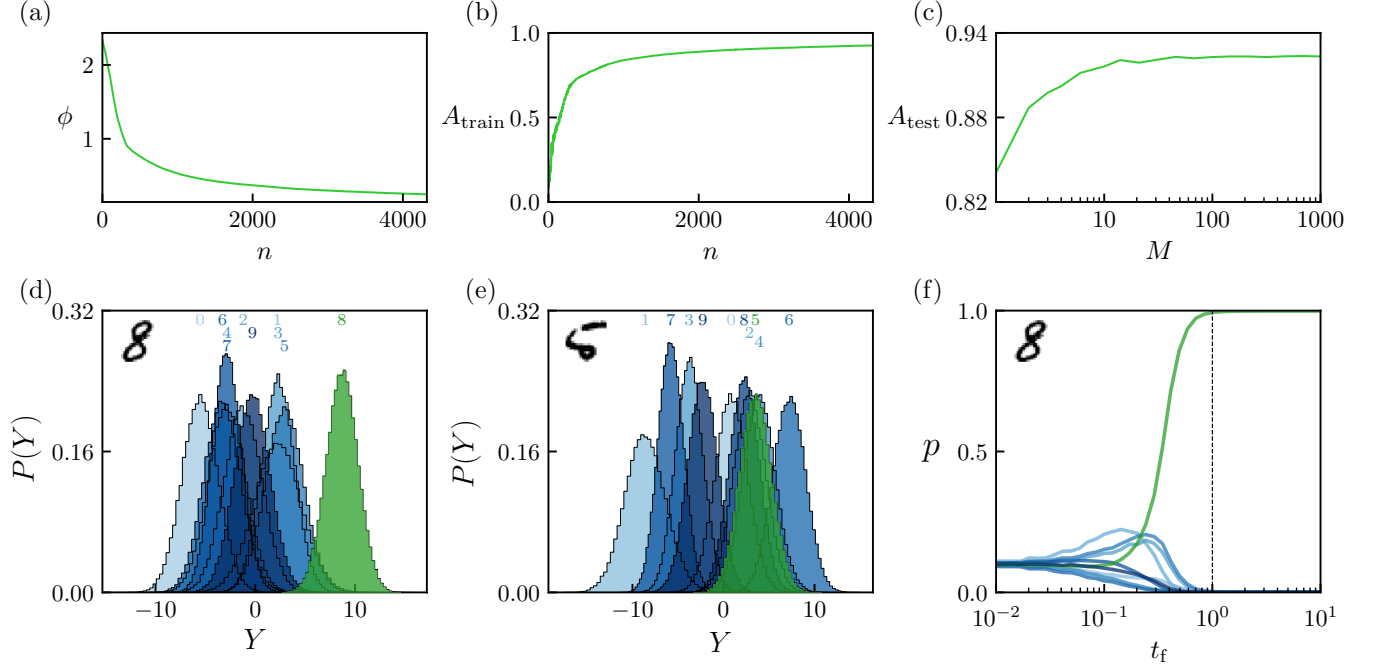 (a)
2
ϕ
1
0
2000
4000
n
(b)
1.0
A_train
0.5
0.0
0
2000
4000
n
(c)
0.94
A_test
0.88
0.82
10
100
1000
M
(d)
0.32
P(Y)
0.16
0.00
8
0 6 2 1 8
4 9 3
7 5
−10
0
10
Y
(e)
0.32
P(Y)
0.16
0.00
5
1 7 3 9 0 8 5 6
2
4
−10
0
10
Y
(f)
1.0
p
0.5
0.0
8
10^−2
10^−1
10^0
10^1
t_f